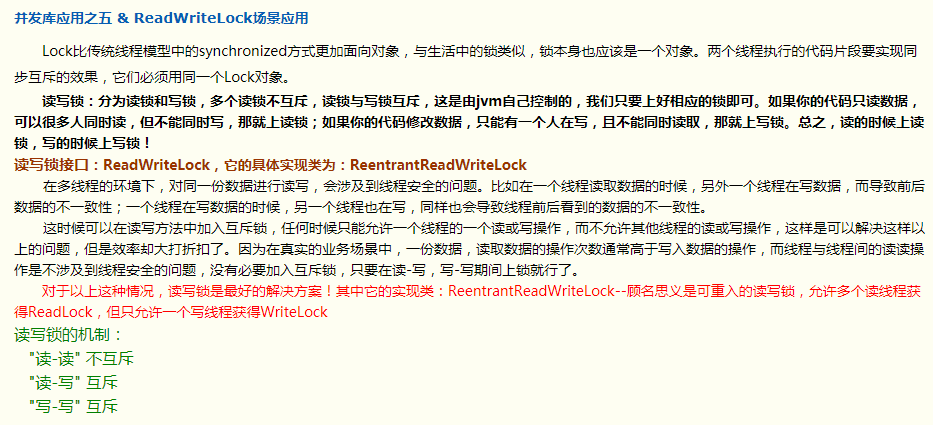 并发库应用之五 & ReadWriteLock场景应用
Lock比传统线程模型中的synchronized方式更加面向对象，与生活中的锁类似，锁本身也应该是一个对象。两个线程执行的代码片段要实现同
步互斥的效果，它们必须用同一个Lock对象。
读写锁：分为读锁和写锁，多个读锁不互斥，读锁与写锁互斥，这是由jvm自己控制的，我们只要上好相应的锁即可。如果你的代码只读数据，
可以很多人同时读，但不能同时写，那就上读锁；如果你的代码修改数据，只能有一个人在写，且不能同时读取，那就上写锁。总之，读的时候上读
锁，写的时候上写锁！
读写锁接口：ReadWriteLock，它的具体实现类为：ReentrantReadWriteLock
在多线程的环境下，对同一份数据进行读写，会涉及到线程安全的问题。比如在一个线程读取数据的时候，另外一个线程在写数据，而导致前后
数据的不一致性；一个线程在写数据的时候，另一个线程也在写，同样也会导致线程前后看到的数据的不一致性。
这时候可以在读写方法中加入互斥锁，任何时候只能允许一个线程的一个读或写操作，而不允许其他线程的读或写操作，这样是可以解决这样以
上的问题，但是效率却大打折扣了。因为在真实的业务场景中，一份数据，读取数据的操作次数通常高于写入数据的操作，而线程与线程间的读读操
作是不涉及到线程安全的问题，没有必要加入互斥锁，只要在读-写，写-写期间上锁就行了。
对于以上这种情况，读写锁是最好的解决方案！其中它的实现类：ReentrantReadWriteLock--顾名思义是可重入的读写锁，允许多个读线程获
得ReadLock，但只允许一个写线程获得WriteLock
读写锁的机制：
"读-读" 不互斥
"读-写" 互斥
"写-写" 互斥